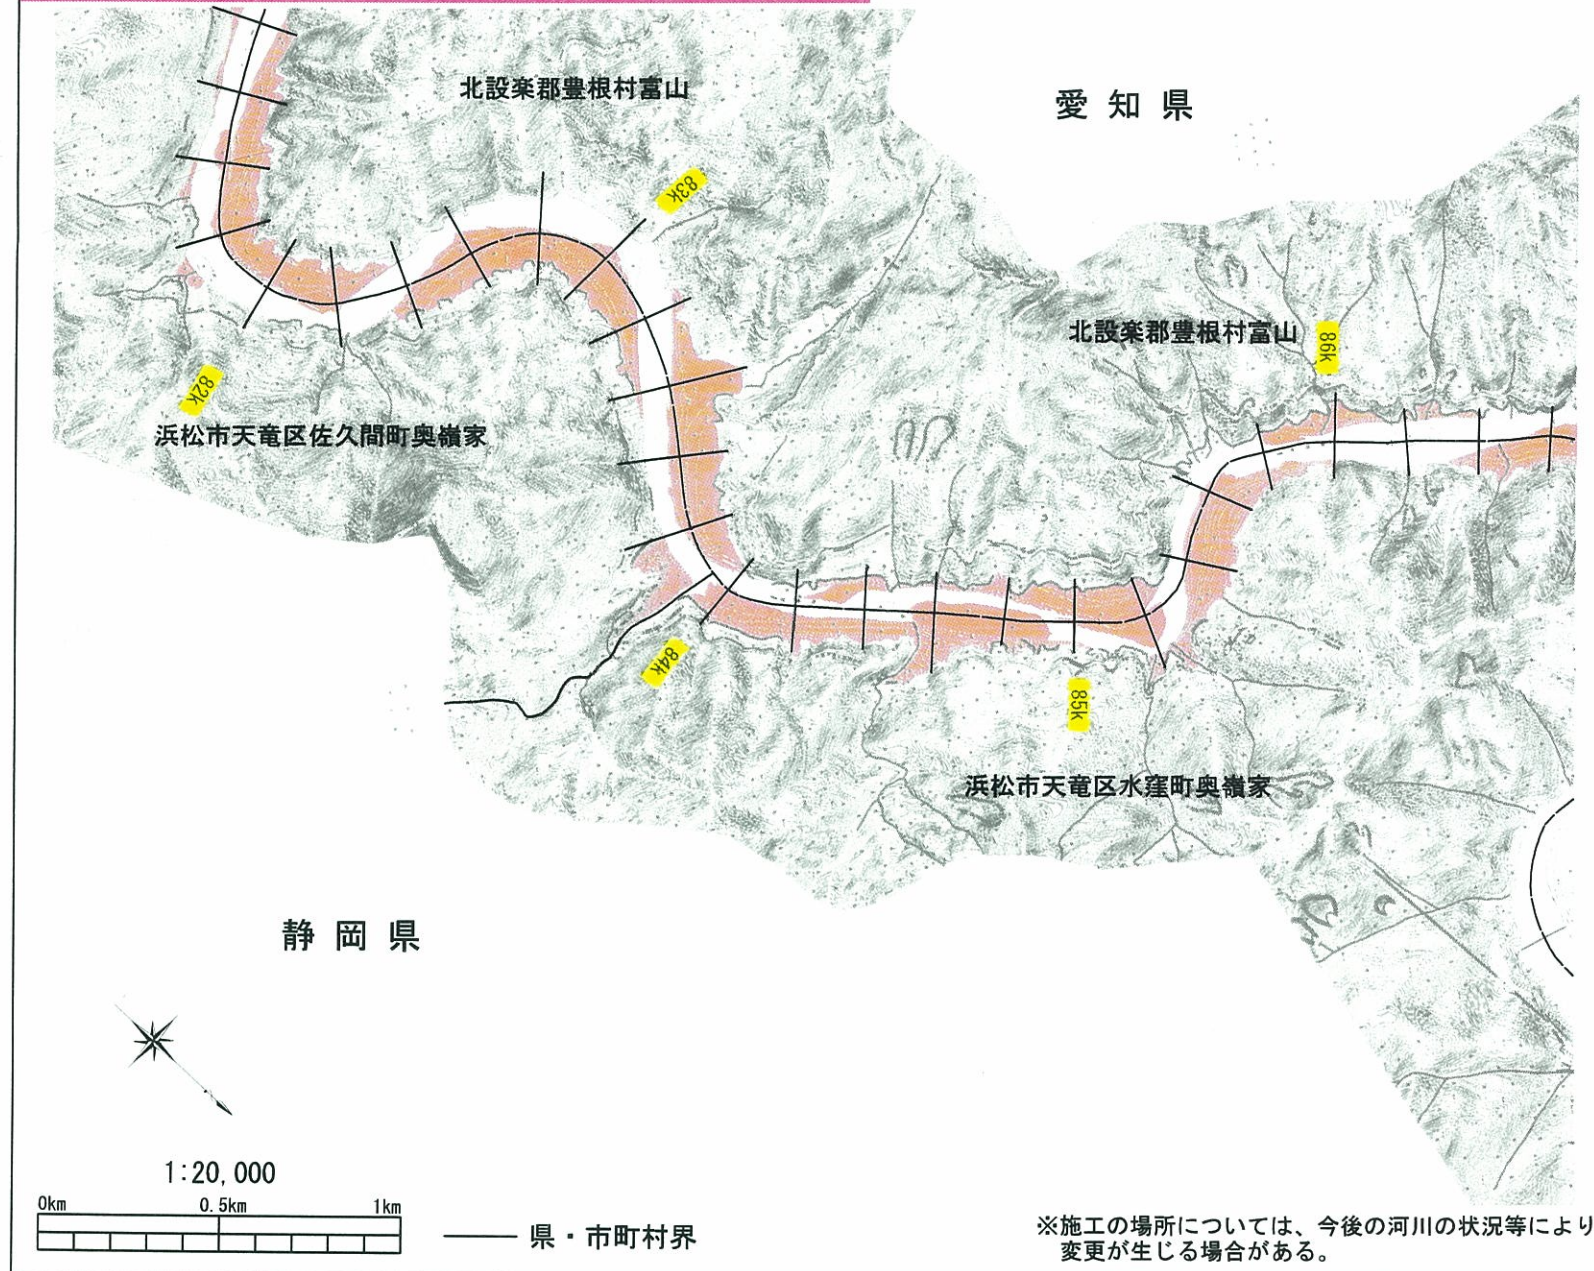 北設楽郡豊根村富山
愛知県
83k
北設楽郡豊根村富山
86k
82k
浜松市天竜区佐久間町奥嶺家
84k
85k
浜松市天竜区水窪町奥嶺家
静岡県
1:20,000
0km 0.5km 1km
県・市町村界
※施工の場所については、今後の河川の状況等により
変更が生じる場合がある。